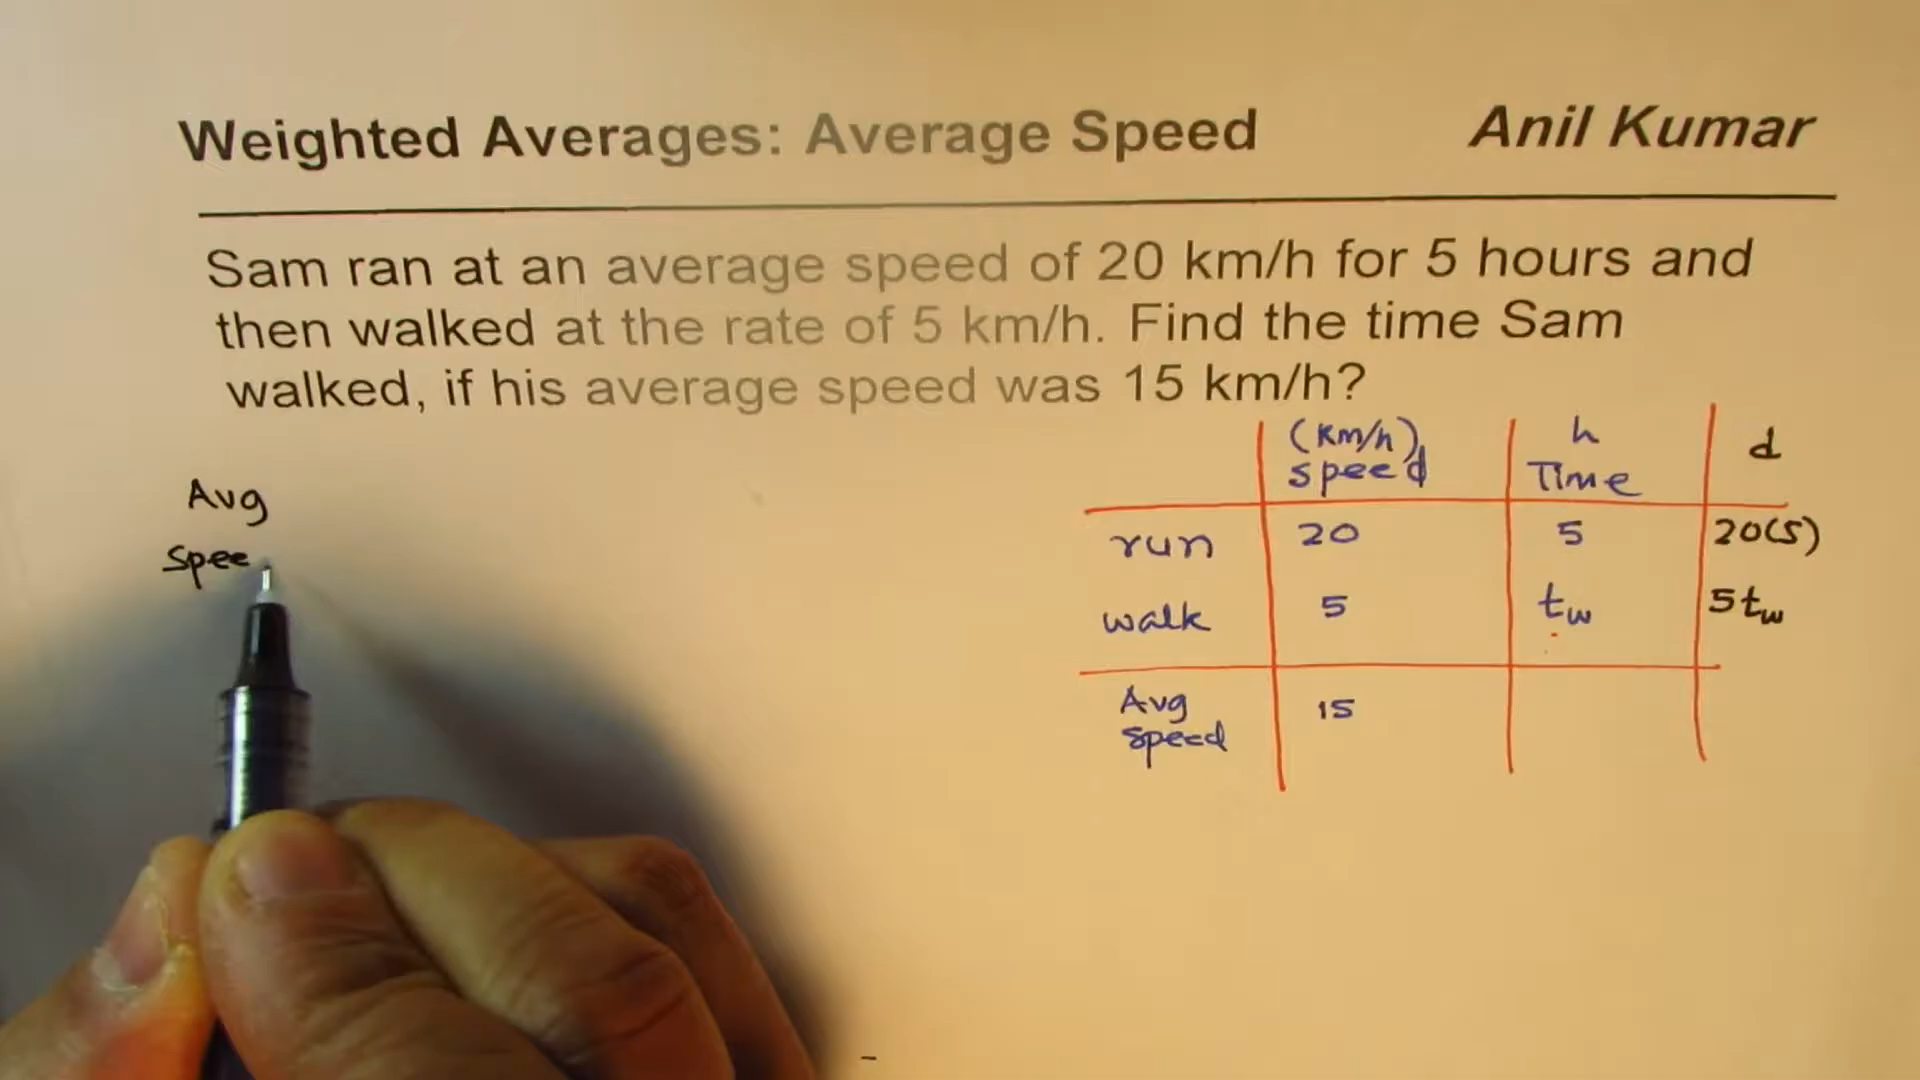 Weighted Averages: Average Speed Anil Kumar
Sam ran at an average speed of 20 km/h for 5 hours and
then walked at the rate of 5 km/h. Find the time Sam
walked, if his average speed was 15 km/h?
(km/h) h d
speed Time
run 20 5 20(5)
walk 5 tw 5tw
Avg 15
speed
Avg
Spee